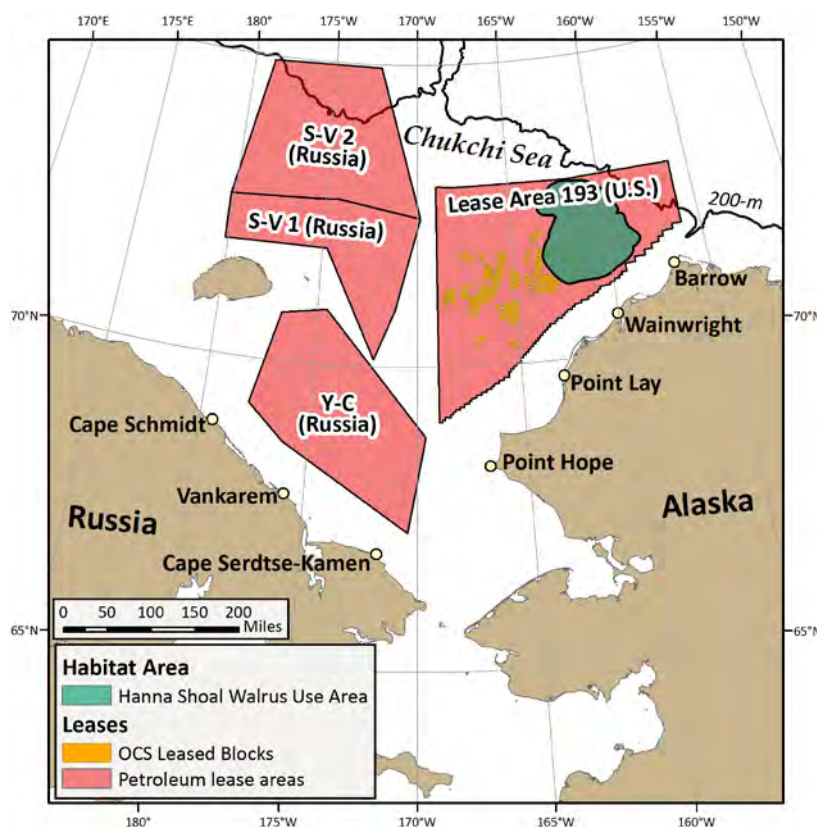 170°E 175°E 180° 175°W 170°W 165°W 160°W 155°W 150°W
S-V 2
(Russia)
Chukchi Sea
Lease Area 193 (U.S.)
200-m
S-V 1 (Russia)
Barrow
70°N
70°N
Wainwright
Point Lay
Y-C
(Russia)
Cape Schmidt
Point Hope
Vankarem
Alaska
Russia
Cape Serdtse-Kamen
0 50 100 150 200
Miles
65°N
65°N
Habitat Area
Hanna Shoal Walrus Use Area
Leases
OCS Leased Blocks
Petroleum lease areas
180° 175°W 170°W 165°W 160°W